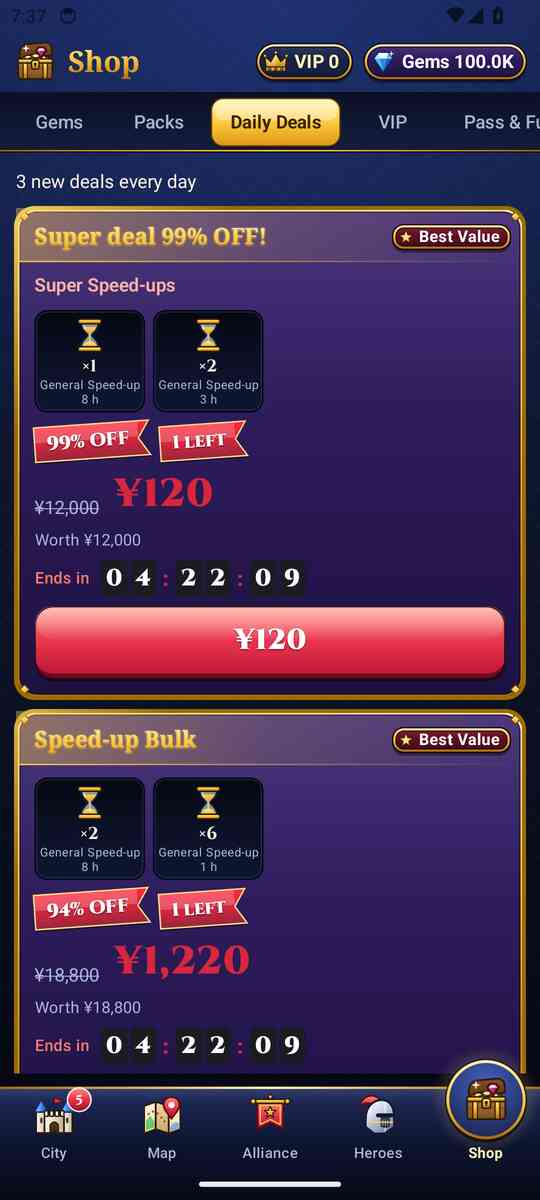 7:37
Shop
VIP 0
Gems 100.0K
Gems
Packs
Daily Deals
VIP
Pass & Fu
3 new deals every day
Super deal 99% OFF!
Best Value
Super Speed-ups
×1
General Speed-up
8 h
×2
General Speed-up
3 h
99% OFF
1 LEFT
¥12,000
¥120
Worth ¥12,000
Ends in 04:22:09
¥120
Speed-up Bulk
Best Value
×2
General Speed-up
8 h
×6
General Speed-up
1 h
94% OFF
1 LEFT
¥18,800
¥1,220
Worth ¥18,800
Ends in 04:22:09
5
City
Map
Alliance
Heroes
Shop